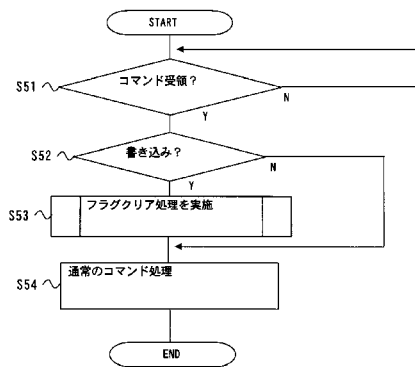 START
コマンド受領?
S51
N
Y
書き込み?
S52
N
Y
フラグクリア処理を実施
S53
通常のコマンド処理
S54
END